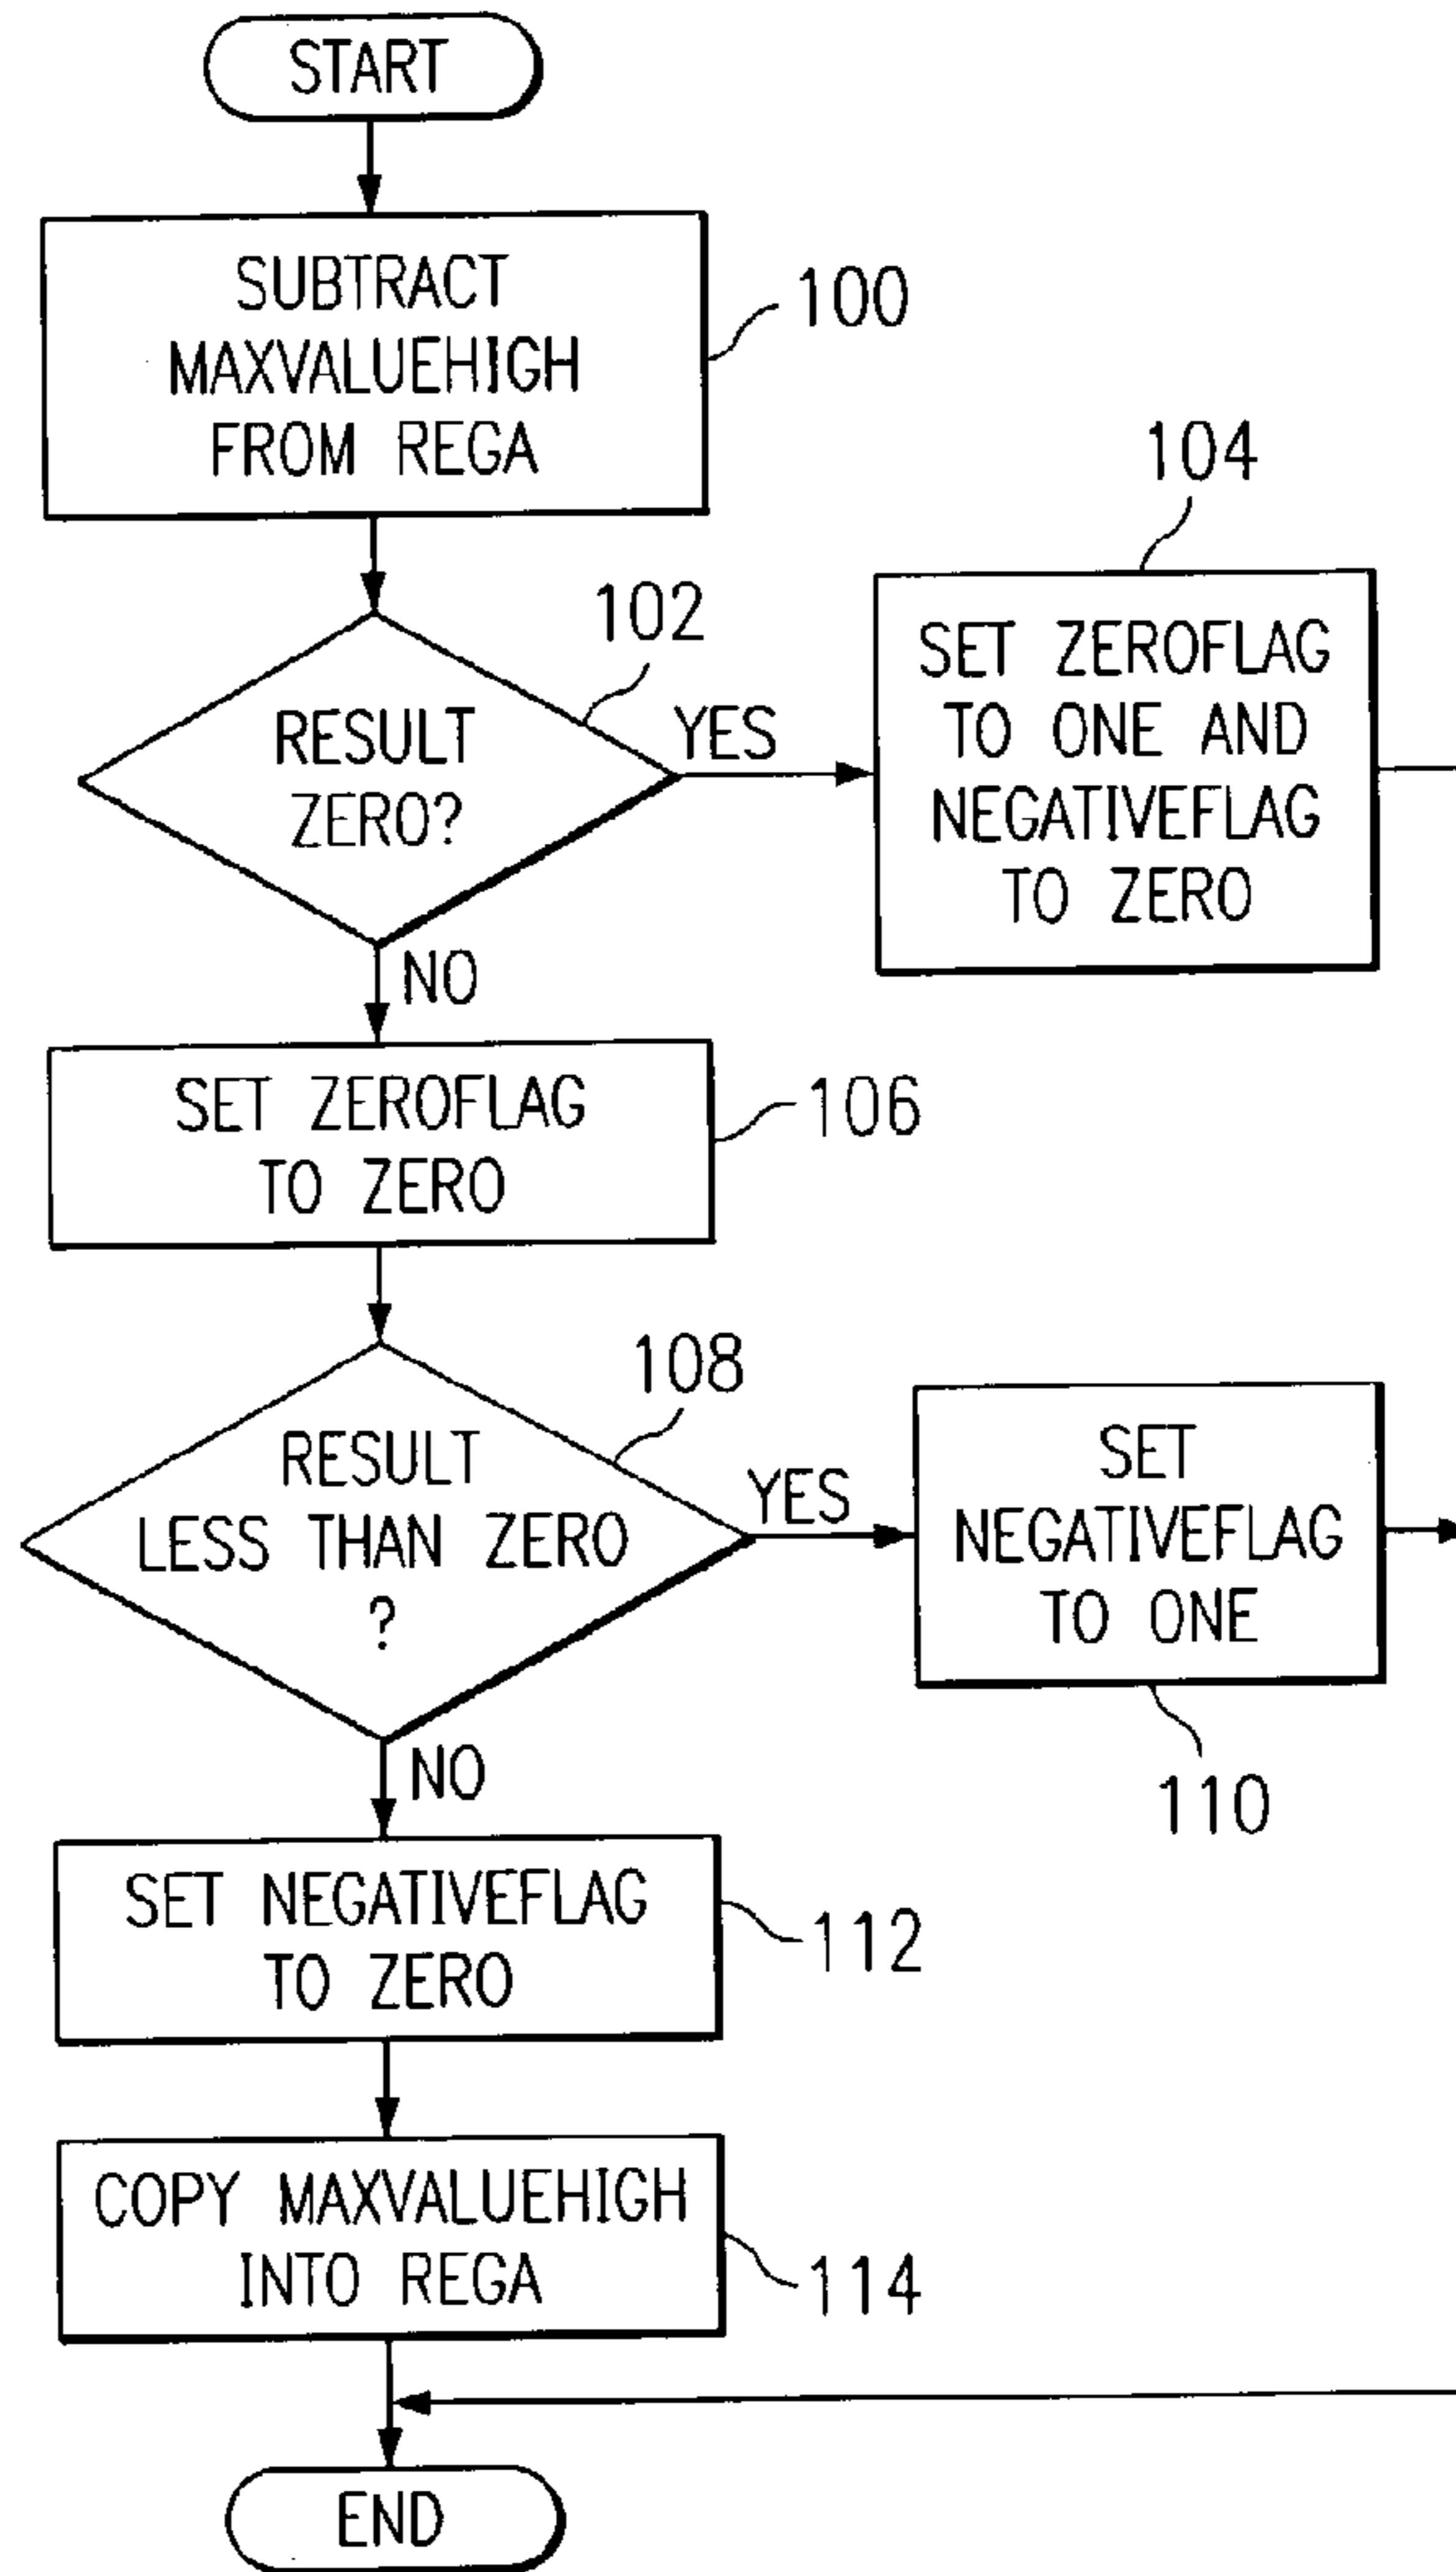 START
SUBTRACT
MAXVALUEHIGH
FROM REGA
100
102
RESULT
ZERO?
YES
104
SET ZEROFLAG
TO ONE AND
NEGATIVEFLAG
TO ZERO
NO
SET ZEROFLAG
TO ZERO
106
108
RESULT
LESS THAN ZERO
?
YES
SET
NEGATIVEFLAG
TO ONE
110
NO
SET NEGATIVEFLAG
TO ZERO
112
COPY MAXVALUEHIGH
INTO REGA
114
END